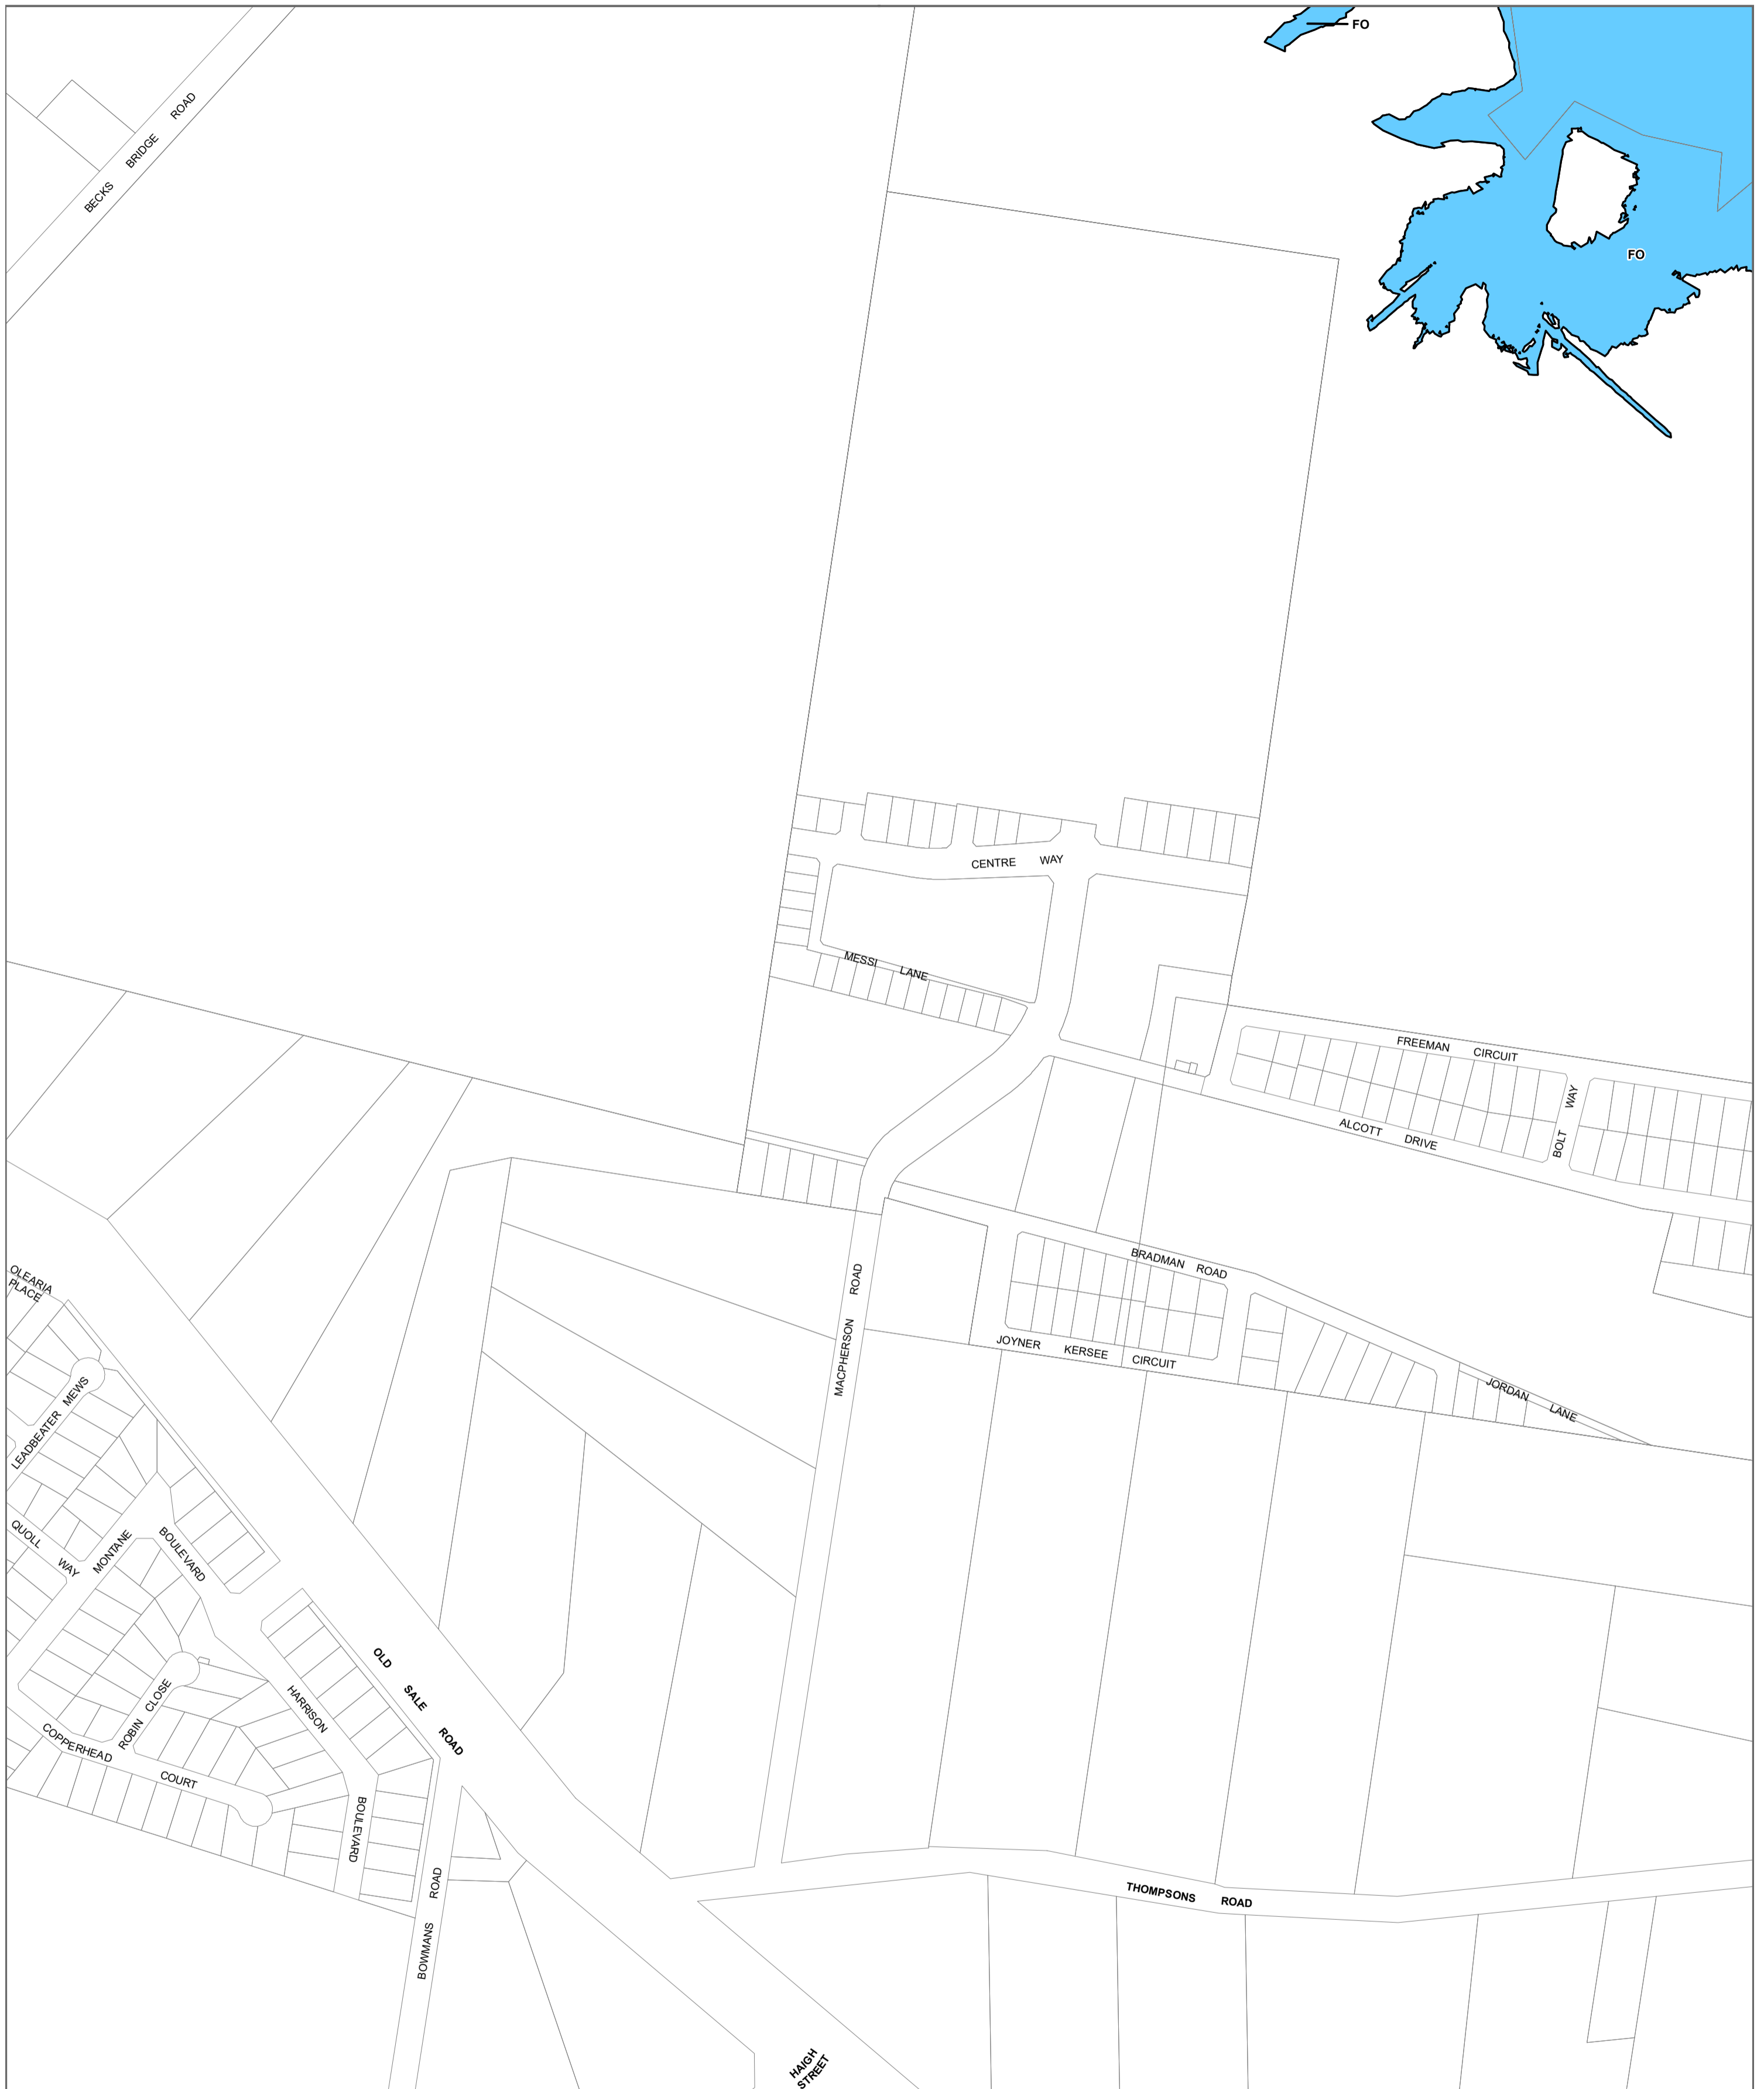 FO
BECKS BRIDGE ROAD
FO
CENTRE WAY
MESSI LANE
FREEMAN CIRCUIT
BOLT WAY
ALCOTT DRIVE
BRADMAN ROAD
MACPHERSON ROAD
JOYNER KERSEE CIRCUIT
JORDAN LANE
OLEARIA
PLACE
LEADBEATER MEWS
QUOLL WAY
MONTANE
BOULEVARD
OLD SALE ROAD
ROBIN CLOSE
HARRISON
BOULEVARD
COPPERHEAD
COURT
BOWMANS ROAD
THOMPSONS ROAD
HAIGH
STREET